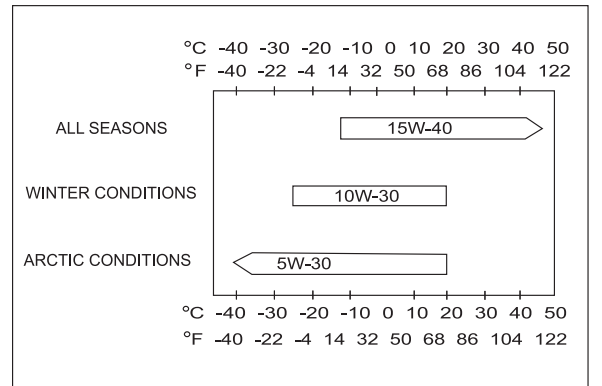 °C -40 -30 -20 -10 0 10 20 30 40 50
°F -40 -22 -4 14 32 50 68 86 104 122
ALL SEASONS 15W-40
WINTER CONDITIONS 10W-30
ARCTIC CONDITIONS 5W-30
°C -40 -30 -20 -10 0 10 20 30 40 50
°F -40 -22 -4 14 32 50 68 86 104 122